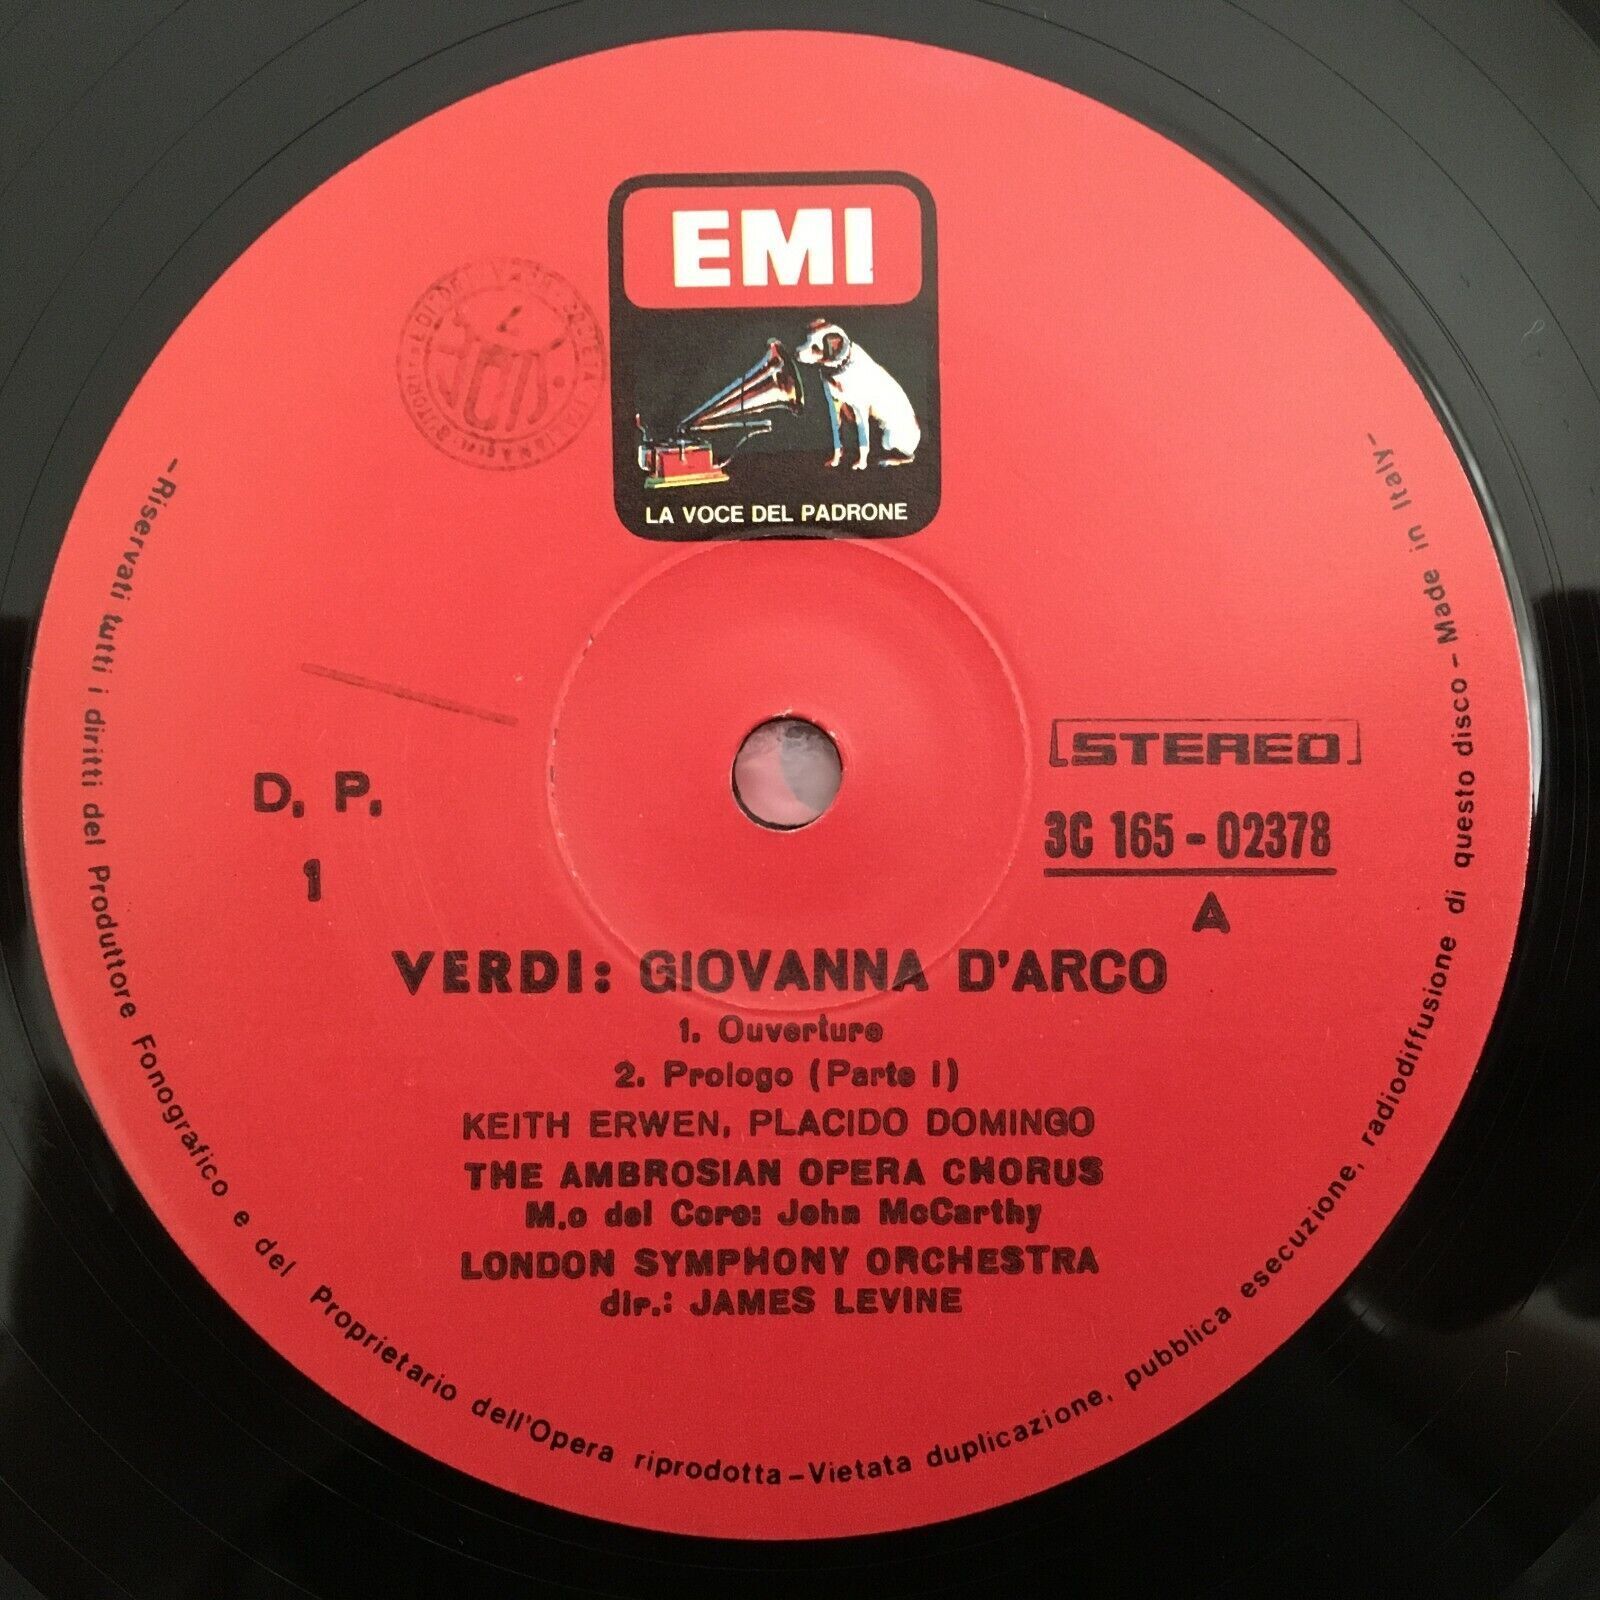 EMI
LA VOCE DEL PADRONE
STEREO
D. P.
1
3C 165 - 02378
A
VERDI: GIOVANNA D'ARCO
1. Ouverture
2. Prologo (Parte I)
KEITH ERWEN, PLACIDO DOMINGO
THE AMBROSIAN OPERA CHORUS
M.o del Coro: John McCarthy
LONDON SYMPHONY ORCHESTRA
dir.: JAMES LEVINE
-Riservati tutti i diritti del Produttore Fonografico e del Proprietario dell'Opera riprodotta-Vietata duplicazione, pubblica esecuzione, radiodiffusione di questo disco-Made in Italy-